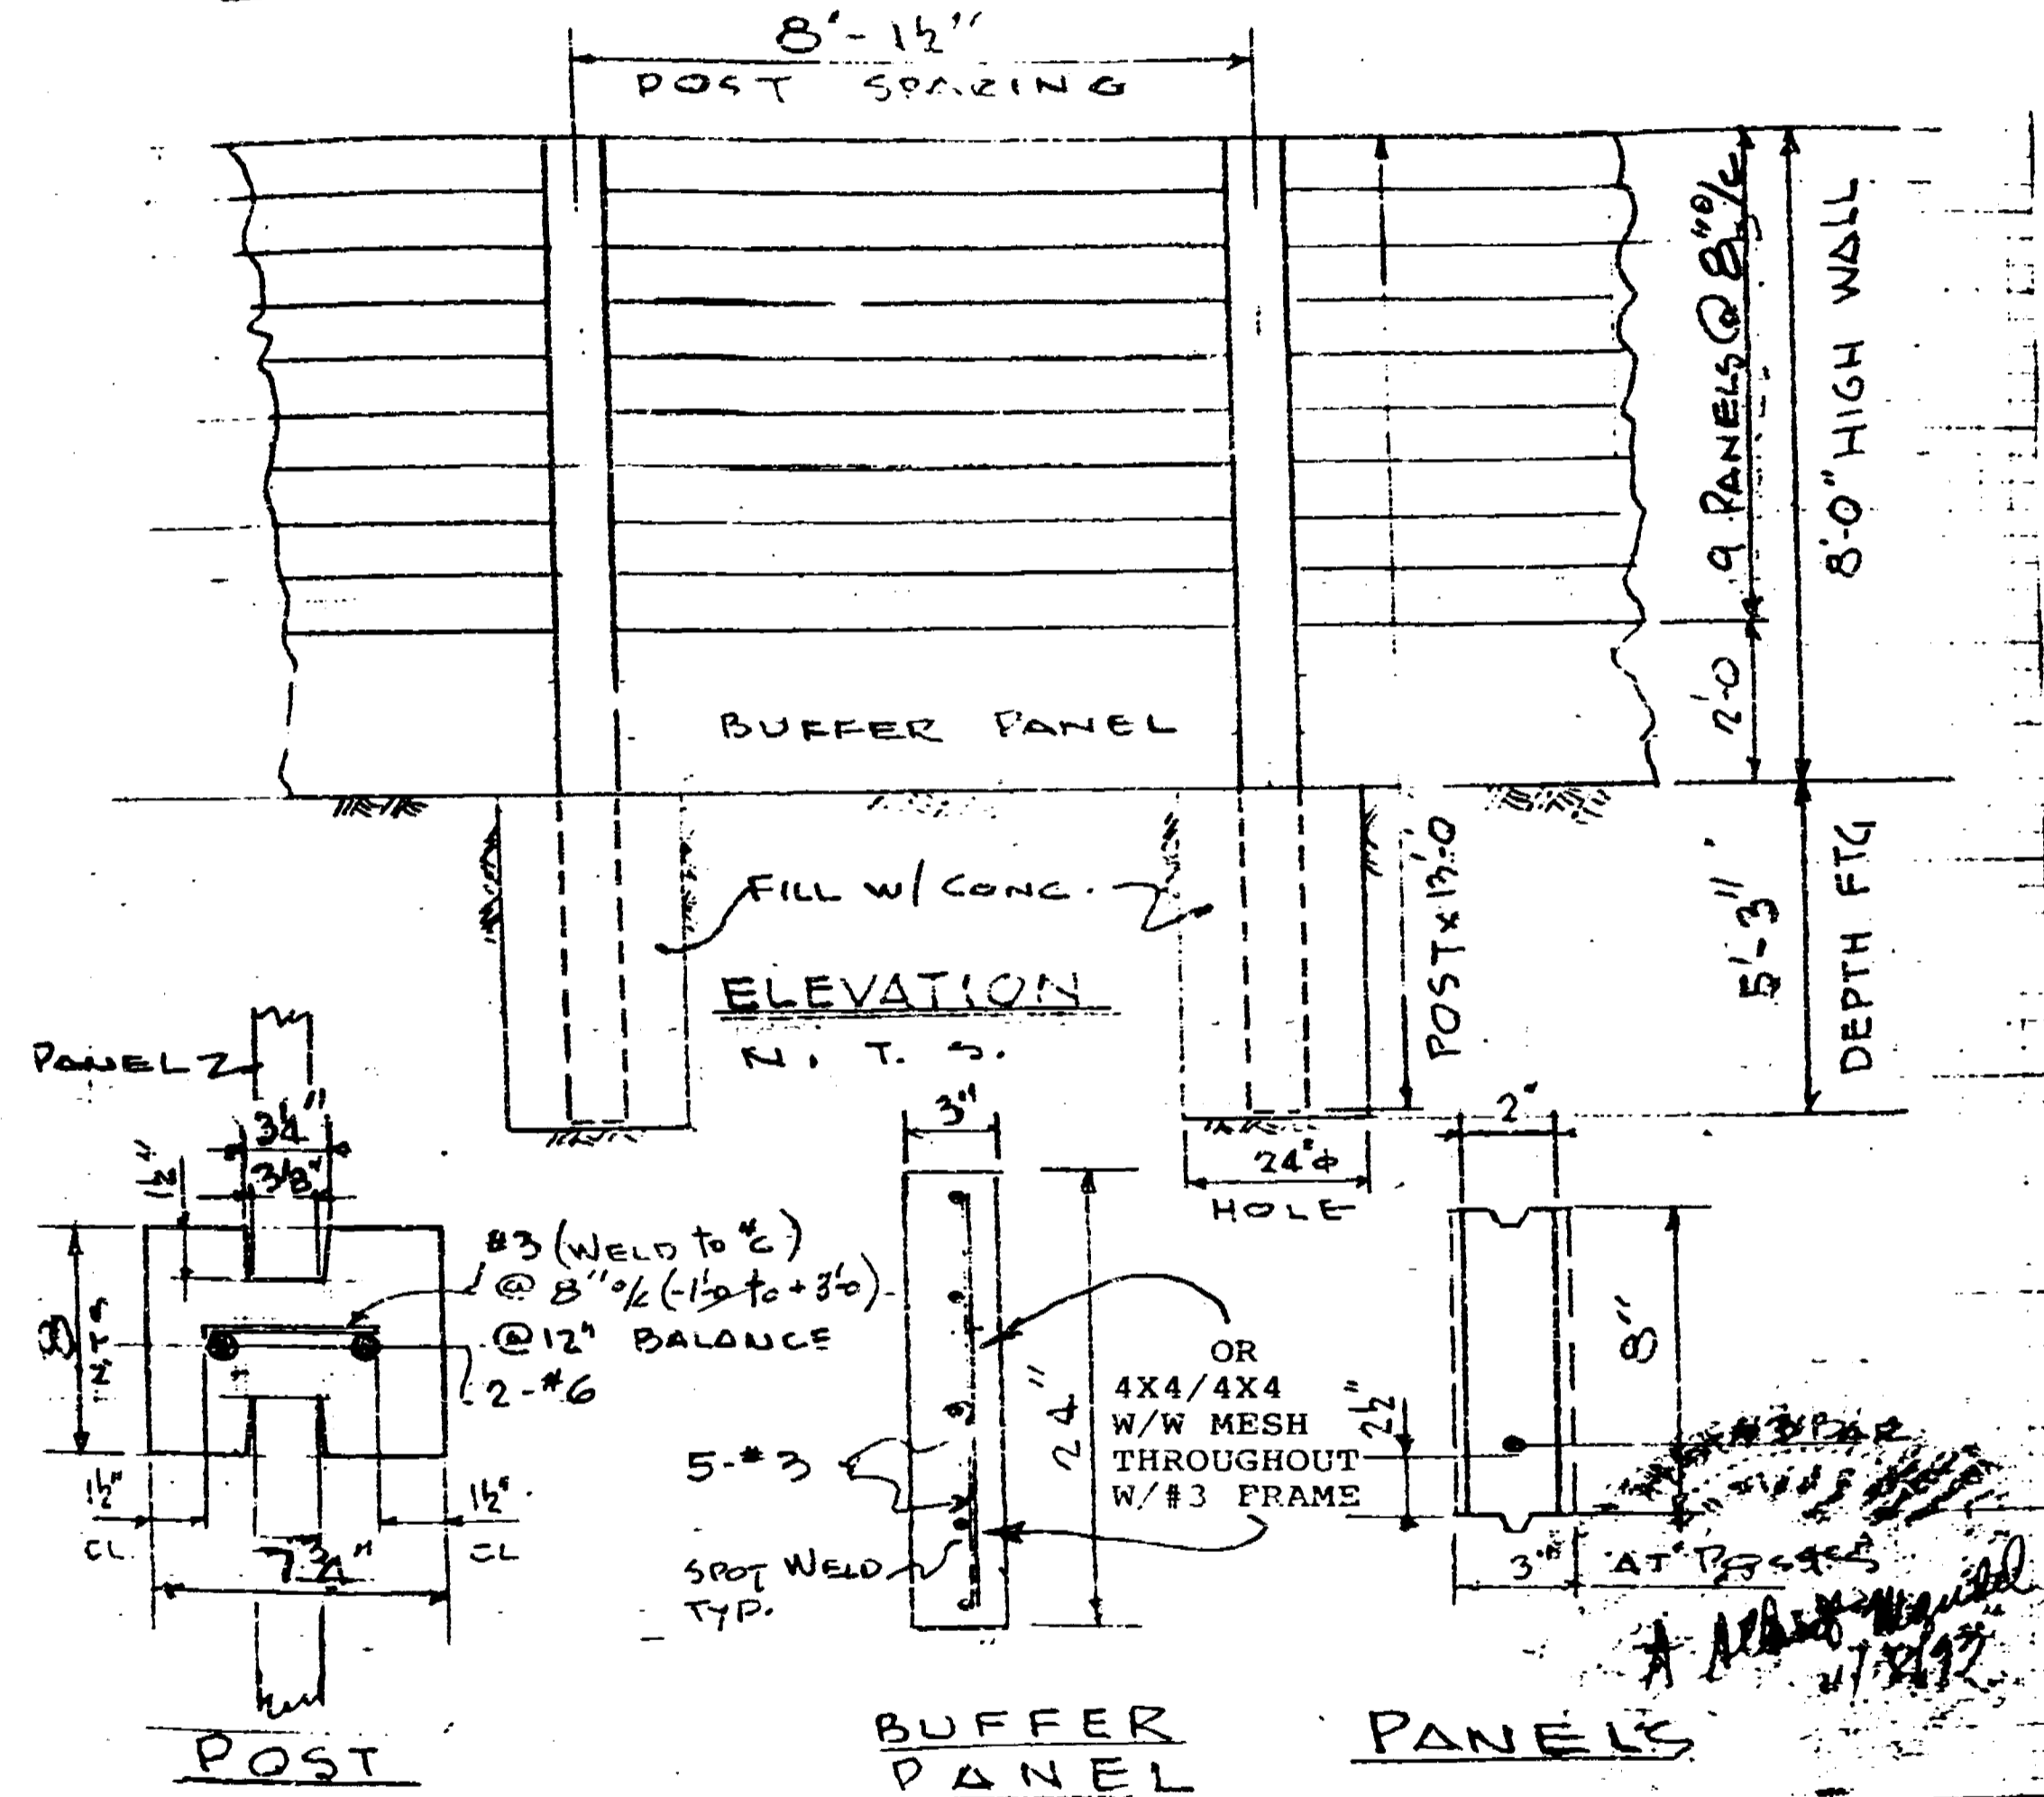 8'-1½"
POST SPACING
9 PANELS @ 8" O/C
8'-0" HIGH WALL
2'-0
BUFFER PANEL
FILL W/ CONC.
POST x 13'-0
5'-3"
DEPTH FTG
ELEVATION
N. T. S.
PANEL
3¼"
3⅛"
1½"
8
N.T.S.
#3 (WELD to
@ 8" o/c (-1'-0 to +3'-0)
@ 12" BALANCE
2-#6
1½"
CL
1½"
CL
7¾"
POST
3"
24"
5-#3
SPOT WELD
TYP.
OR
4X4/4X4
W/W MESH
THROUGHOUT
W/#3 FRAME
BUFFER
PANEL
24"φ
HOLE
2"
8"
2½"
#3 BAR
3" AT POSTS
PANELS